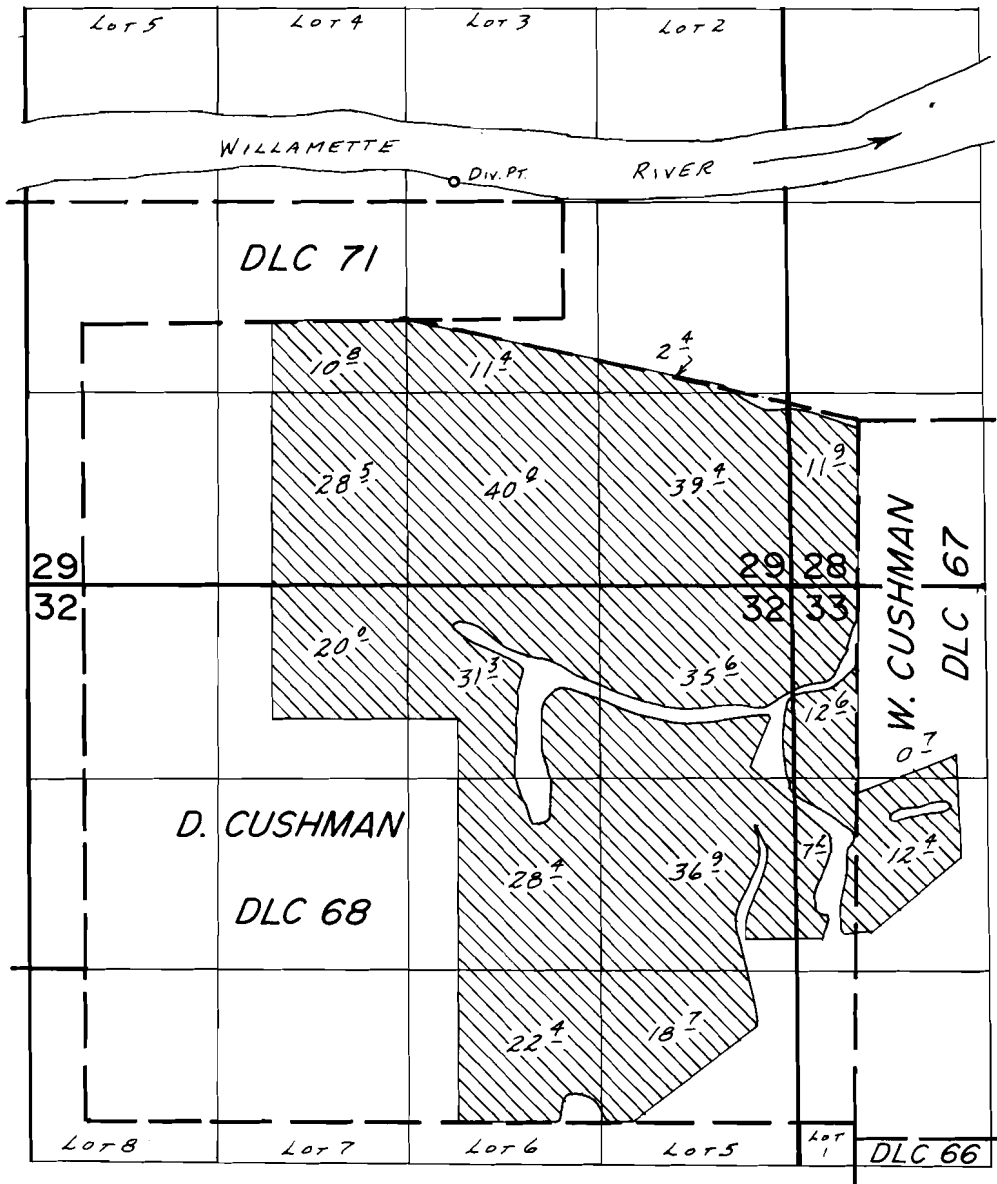 LOT 5 LOT 4 LOT 3 LOT 2
WILLAMETTE RIVER
DIV. PT.
DLC 71
2 4
10 8 11 4
28 5 40 0 39 4 11 9
29 29 28
32 32 33
W. CUSHMAN
DLC 67
20 0 31 3 35 6 12 6
0 7
D. CUSHMAN
DLC 68
28 4 36 9 12 4
22 4 18 7
LOT 8 LOT 7 LOT 6 LOT 5 LOT 1
DLC 66